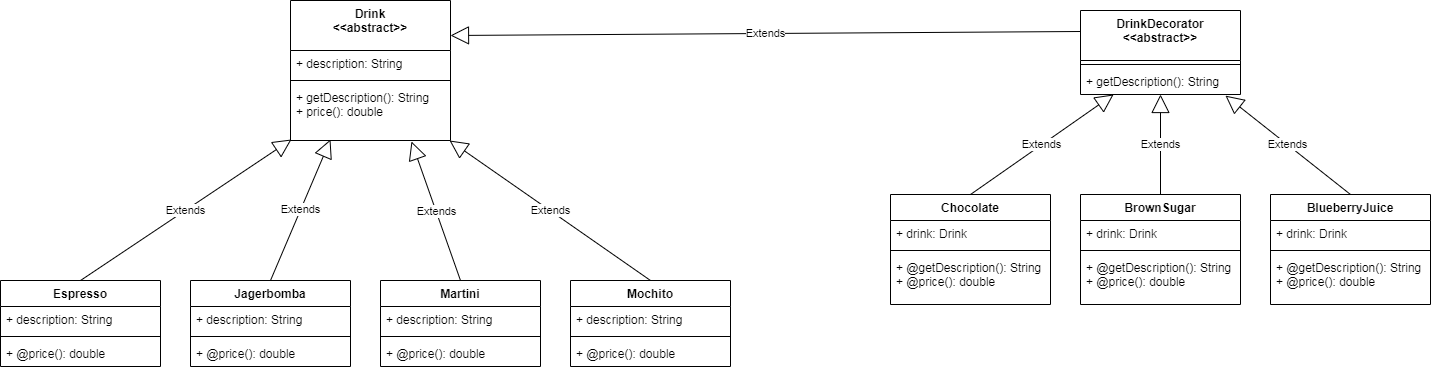 Drink
<<abstract>>
+ description: String
+ getDescription(): String
+ price(): double
Extends
DrinkDecorator
<<abstract>>
+ getDescription(): String
Extends
Extends
Extends
Extends
Extends
Extends
Extends
Chocolate
+ drink: Drink
+ @getDescription(): String
+ @price(): double
BrownSugar
+ drink: Drink
+ @getDescription(): String
+ @price(): double
BlueberryJuice
+ drink: Drink
+ @getDescription(): String
+ @price(): double
Espresso
+ description: String
+ @price(): double
Jagerbomba
+ description: String
+ @price(): double
Martini
+ description: String
+ @price(): double
Mochito
+ description: String
+ @price(): double